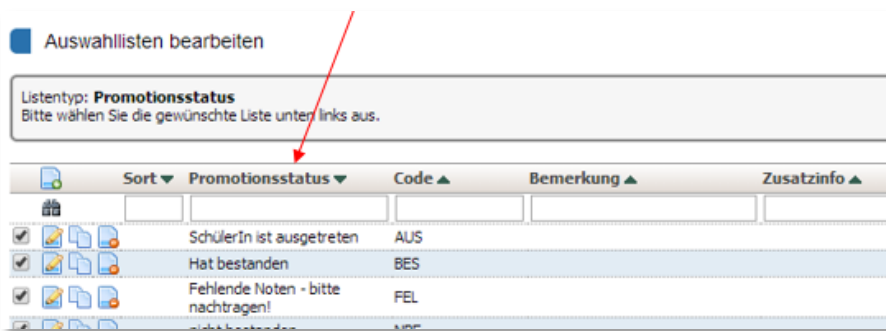 Auswahllisten bearbeiten
Listentyp: Promotionsstatus
Bitte wählen Sie die gewünschte Liste unten links aus.
Sort Promotionsstatus Code Bemerkung Zusatzinfo
SchülerIn ist ausgetreten AUS
Hat bestanden BES
Fehlende Noten - bitte
nachtragen! FEL